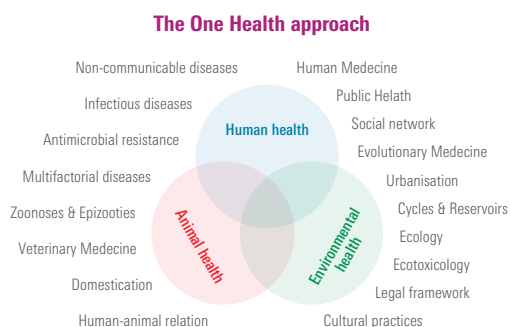 The One Health approach
Non-communicable diseases
Human Medecine
Infectious diseases
Public Helath
Human health
Social network
Antimicrobial resistance
Evolutionary Medecine
Multifactorial diseases
Urbanisation
Zoonoses & Epizooties
Animal health
Environmental
health
Cycles & Reservoirs
Veterinary Medecine
Ecology
Domestication
Ecotoxicology
Legal framework
Human-animal relation
Cultural practices